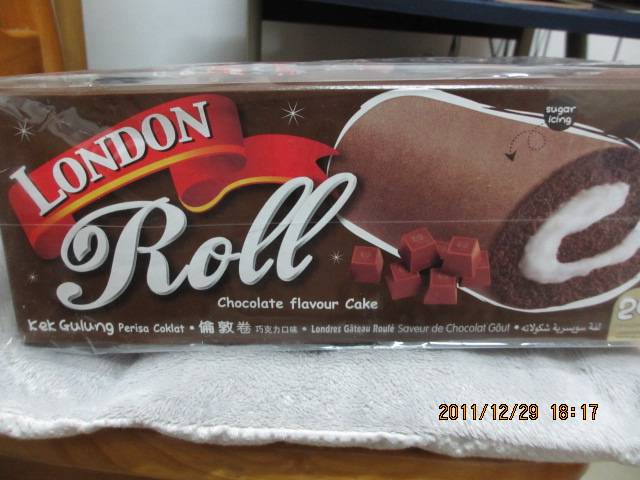 LONDON
Roll
sugar
icing
Chocolate flavour Cake
Kek Gulung Perisa Coklat • 倫敦卷 巧克力口味 • Londres Gâteau Roulé Saveur de Chocolat Gôut • لفة سويسرية شكولاته
2011/12/29 18:17